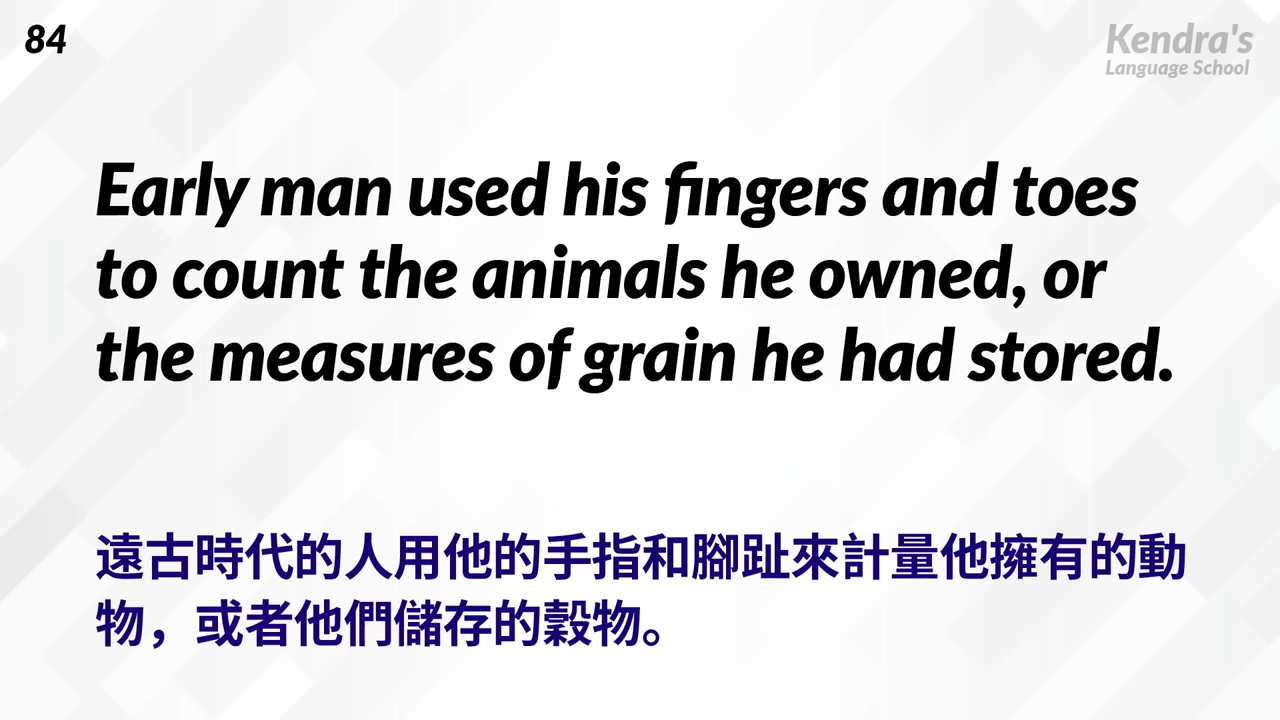 84
Kendra's
Language School
Early man used his fingers and toes
to count the animals he owned, or
the measures of grain he had stored.
遠古時代的人用他的手指和腳趾來計量他擁有的動
物，或者他們儲存的穀物。